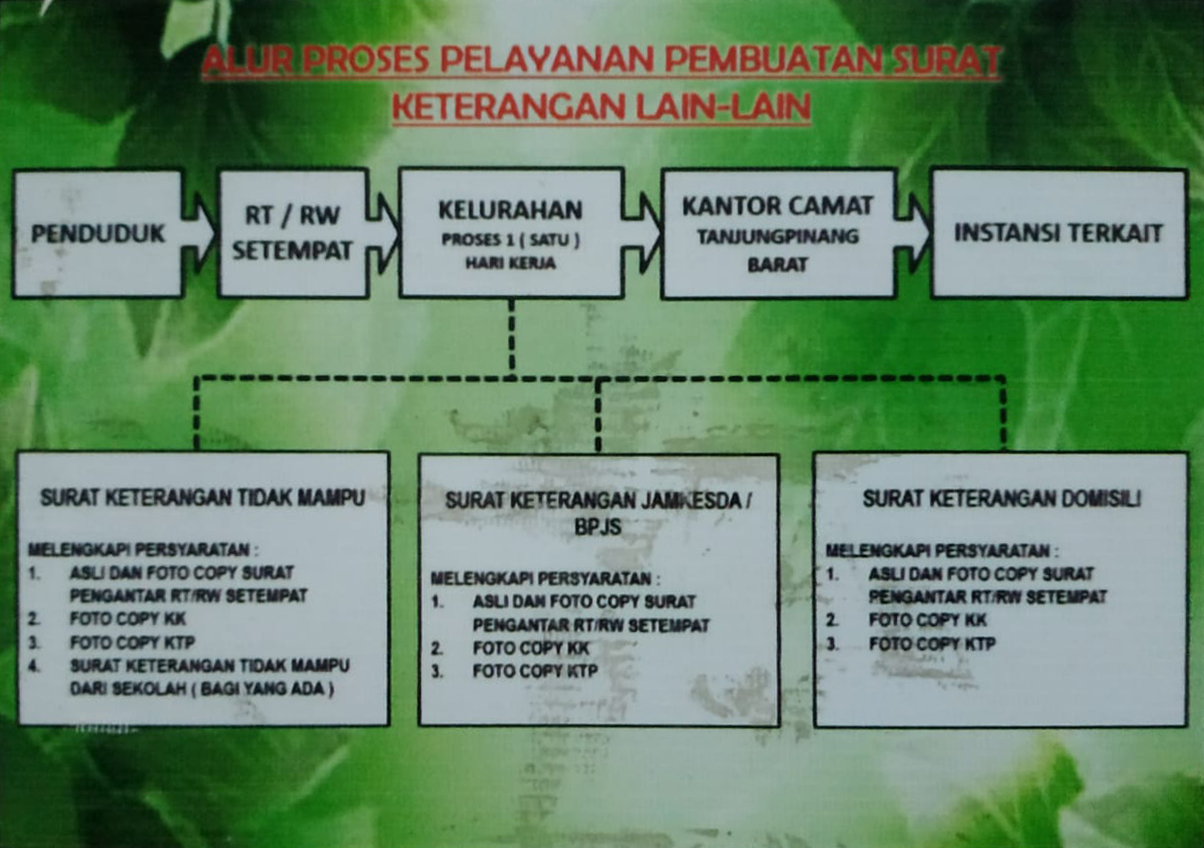 ALUR PROSES PELAYANAN PEMBUATAN SURAT
KETERANGAN LAIN-LAIN
PENDUDUK
RT / RW
SETEMPAT
KELURAHAN
PROSES 1 ( SATU )
HARI KERJA
KANTOR CAMAT
TANJUNGPINANG
BARAT
INSTANSI TERKAIT
SURAT KETERANGAN TIDAK MAMPU
MELENGKAPI PERSYARATAN :
1. ASLI DAN FOTO COPY SURAT
PENGANTAR RT/RW SETEMPAT
2. FOTO COPY KK
3. FOTO COPY KTP
4. SURAT KETERANGAN TIDAK MAMPU
DARI SEKOLAH ( BAGI YANG ADA )
SURAT KETERANGAN JAMKESDA /
BPJS
MELENGKAPI PERSYARATAN :
1. ASLI DAN FOTO COPY SURAT
PENGANTAR RT/RW SETEMPAT
2. FOTO COPY KK
3. FOTO COPY KTP
SURAT KETERANGAN DOMISILI
MELENGKAPI PERSYARATAN :
1. ASLI DAN FOTO COPY SURAT
PENGANTAR RT/RW SETEMPAT
2. FOTO COPY KK
3. FOTO COPY KTP